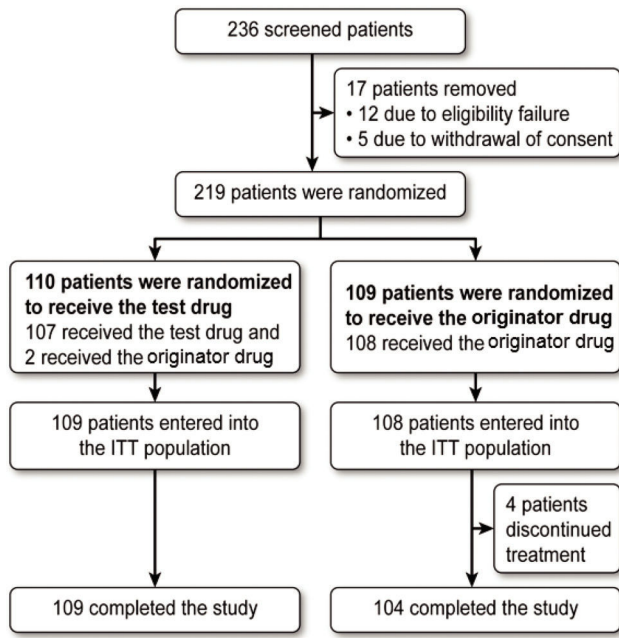 236 screened patients
17 patients removed
• 12 due to eligibility failure
• 5 due to withdrawal of consent
219 patients were randomized
110 patients were randomized
to receive the test drug
107 received the test drug and
2 received the originator drug
109 patients were randomized
to receive the originator drug
108 received the originator drug
109 patients entered into
the ITT population
108 patients entered into
the ITT population
4 patients
discontinued
treatment
109 completed the study
104 completed the study